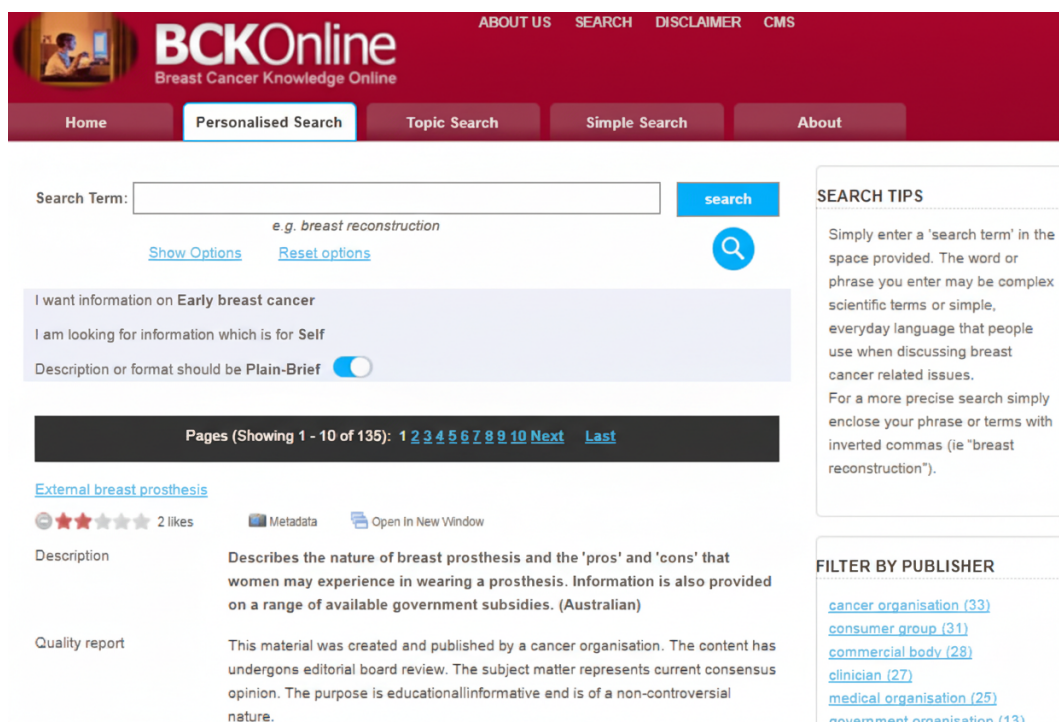 ABOUT US SEARCH DISCLAIMER CMS
BCKOnline
Breast Cancer Knowledge Online
Home Personalised Search Topic Search Simple Search About
Search Term: search
e.g. breast reconstruction
Show Options Reset options
I want information on Early breast cancer
I am looking for information which is for Self
Description or format should be Plain-Brief
Pages (Showing 1 - 10 of 135): 1 2 3 4 5 6 7 8 9 10 Next Last
External breast prosthesis
2 likes Metadata Open In New Window
Description
Describes the nature of breast prosthesis and the 'pros' and 'cons' that
women may experience in wearing a prosthesis. Information is also provided
on a range of available government subsidies. (Australian)
Quality report
This material was created and published by a cancer organisation. The content has
undergons editorial board review. The subject matter represents current consensus
opinion. The purpose is educationallinformative end is of a non-controversial
nature.
SEARCH TIPS
Simply enter a 'search term' in the
space provided. The word or
phrase you enter may be complex
scientific terms or simple,
everyday language that people
use when discussing breast
cancer related issues.
For a more precise search simply
enclose your phrase or terms with
inverted commas (ie "breast
reconstruction").
FILTER BY PUBLISHER
cancer organisation (33)
consumer group (31)
commercial body (28)
clinician (27)
medical organisation (25)
government organisation (13)